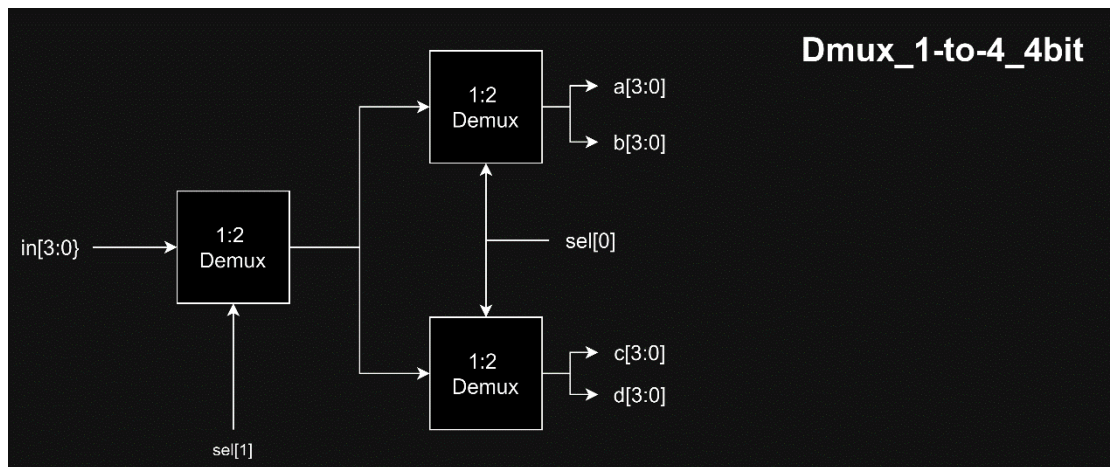 Dmux_1-to-4_4bit
1:2
Demux
a[3:0]
b[3:0]
in[3:0}
1:2
Demux
sel[0]
sel[1]
1:2
Demux
c[3:0]
d[3:0]